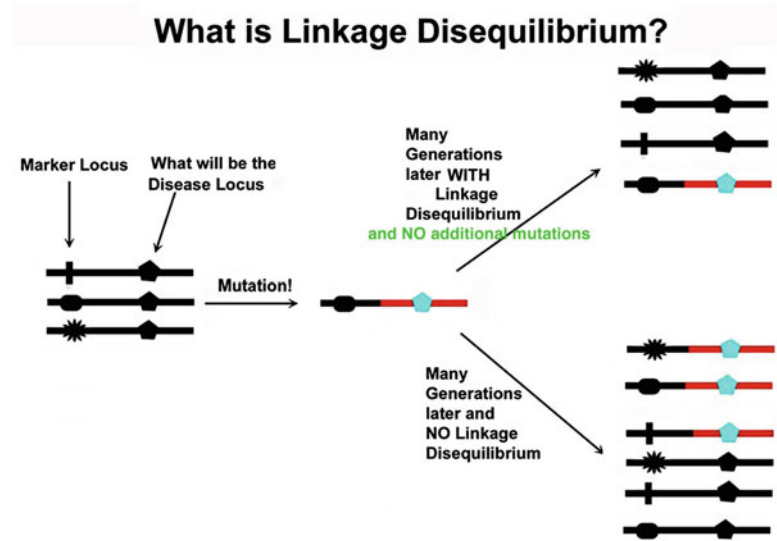 What is Linkage Disequilibrium?
Marker Locus
What will be the
Disease Locus
Mutation!
Many
Generations
later WITH
Linkage
Disequilibrium
and NO additional mutations
Many
Generations
later and
NO Linkage
Disequilibrium